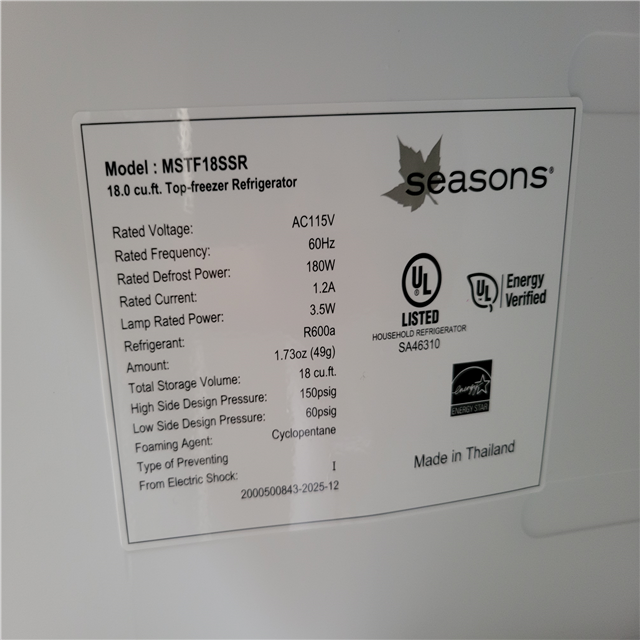 Model : MSTF18SSR
18.0 cu.ft. Top-freezer Refrigerator
seasons®
Rated Voltage: AC115V
Rated Frequency: 60Hz
Rated Defrost Power: 180W
Rated Current: 1.2A
Lamp Rated Power: 3.5W
Refrigerant: R600a
Amount: 1.73oz (49g)
Total Storage Volume: 18 cu.ft.
High Side Design Pressure: 150psig
Low Side Design Pressure: 60psig
Foaming Agent: Cyclopentane
Type of Preventing
From Electric Shock: I
2000500843-2025-12
UL
LISTED
HOUSEHOLD REFRIGERATOR
SA46310
UL Energy
Verified
energy
ENERGY STAR
Made in Thailand